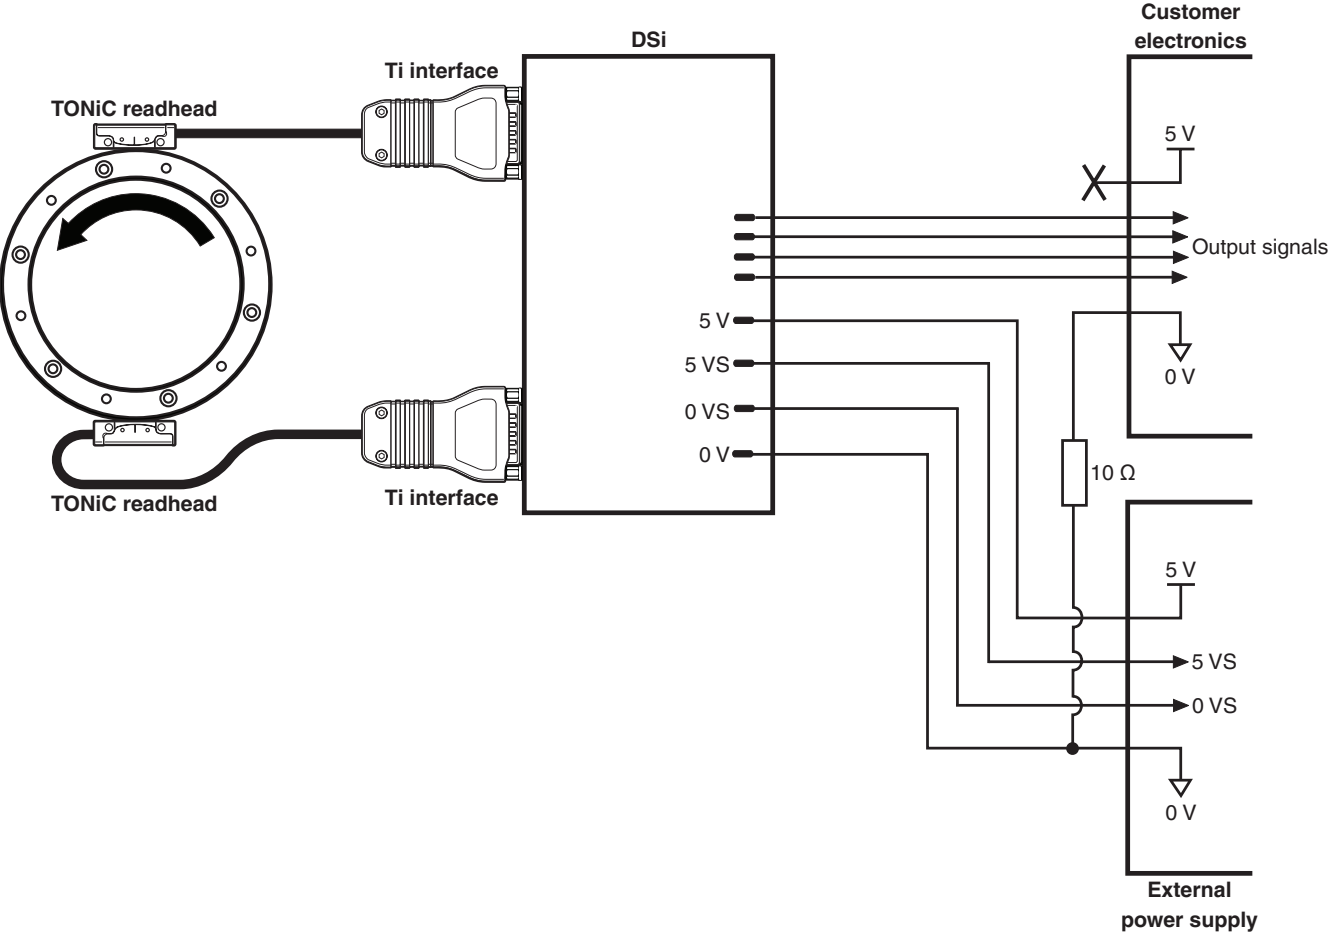 Customer
electronics
DSi
Ti interface
TONiC readhead
5 V
Output signals
5 V
5 VS
0 VS
0 V
0 V
10 Ω
Ti interface
TONiC readhead
5 V
5 VS
0 VS
0 V
External
power supply